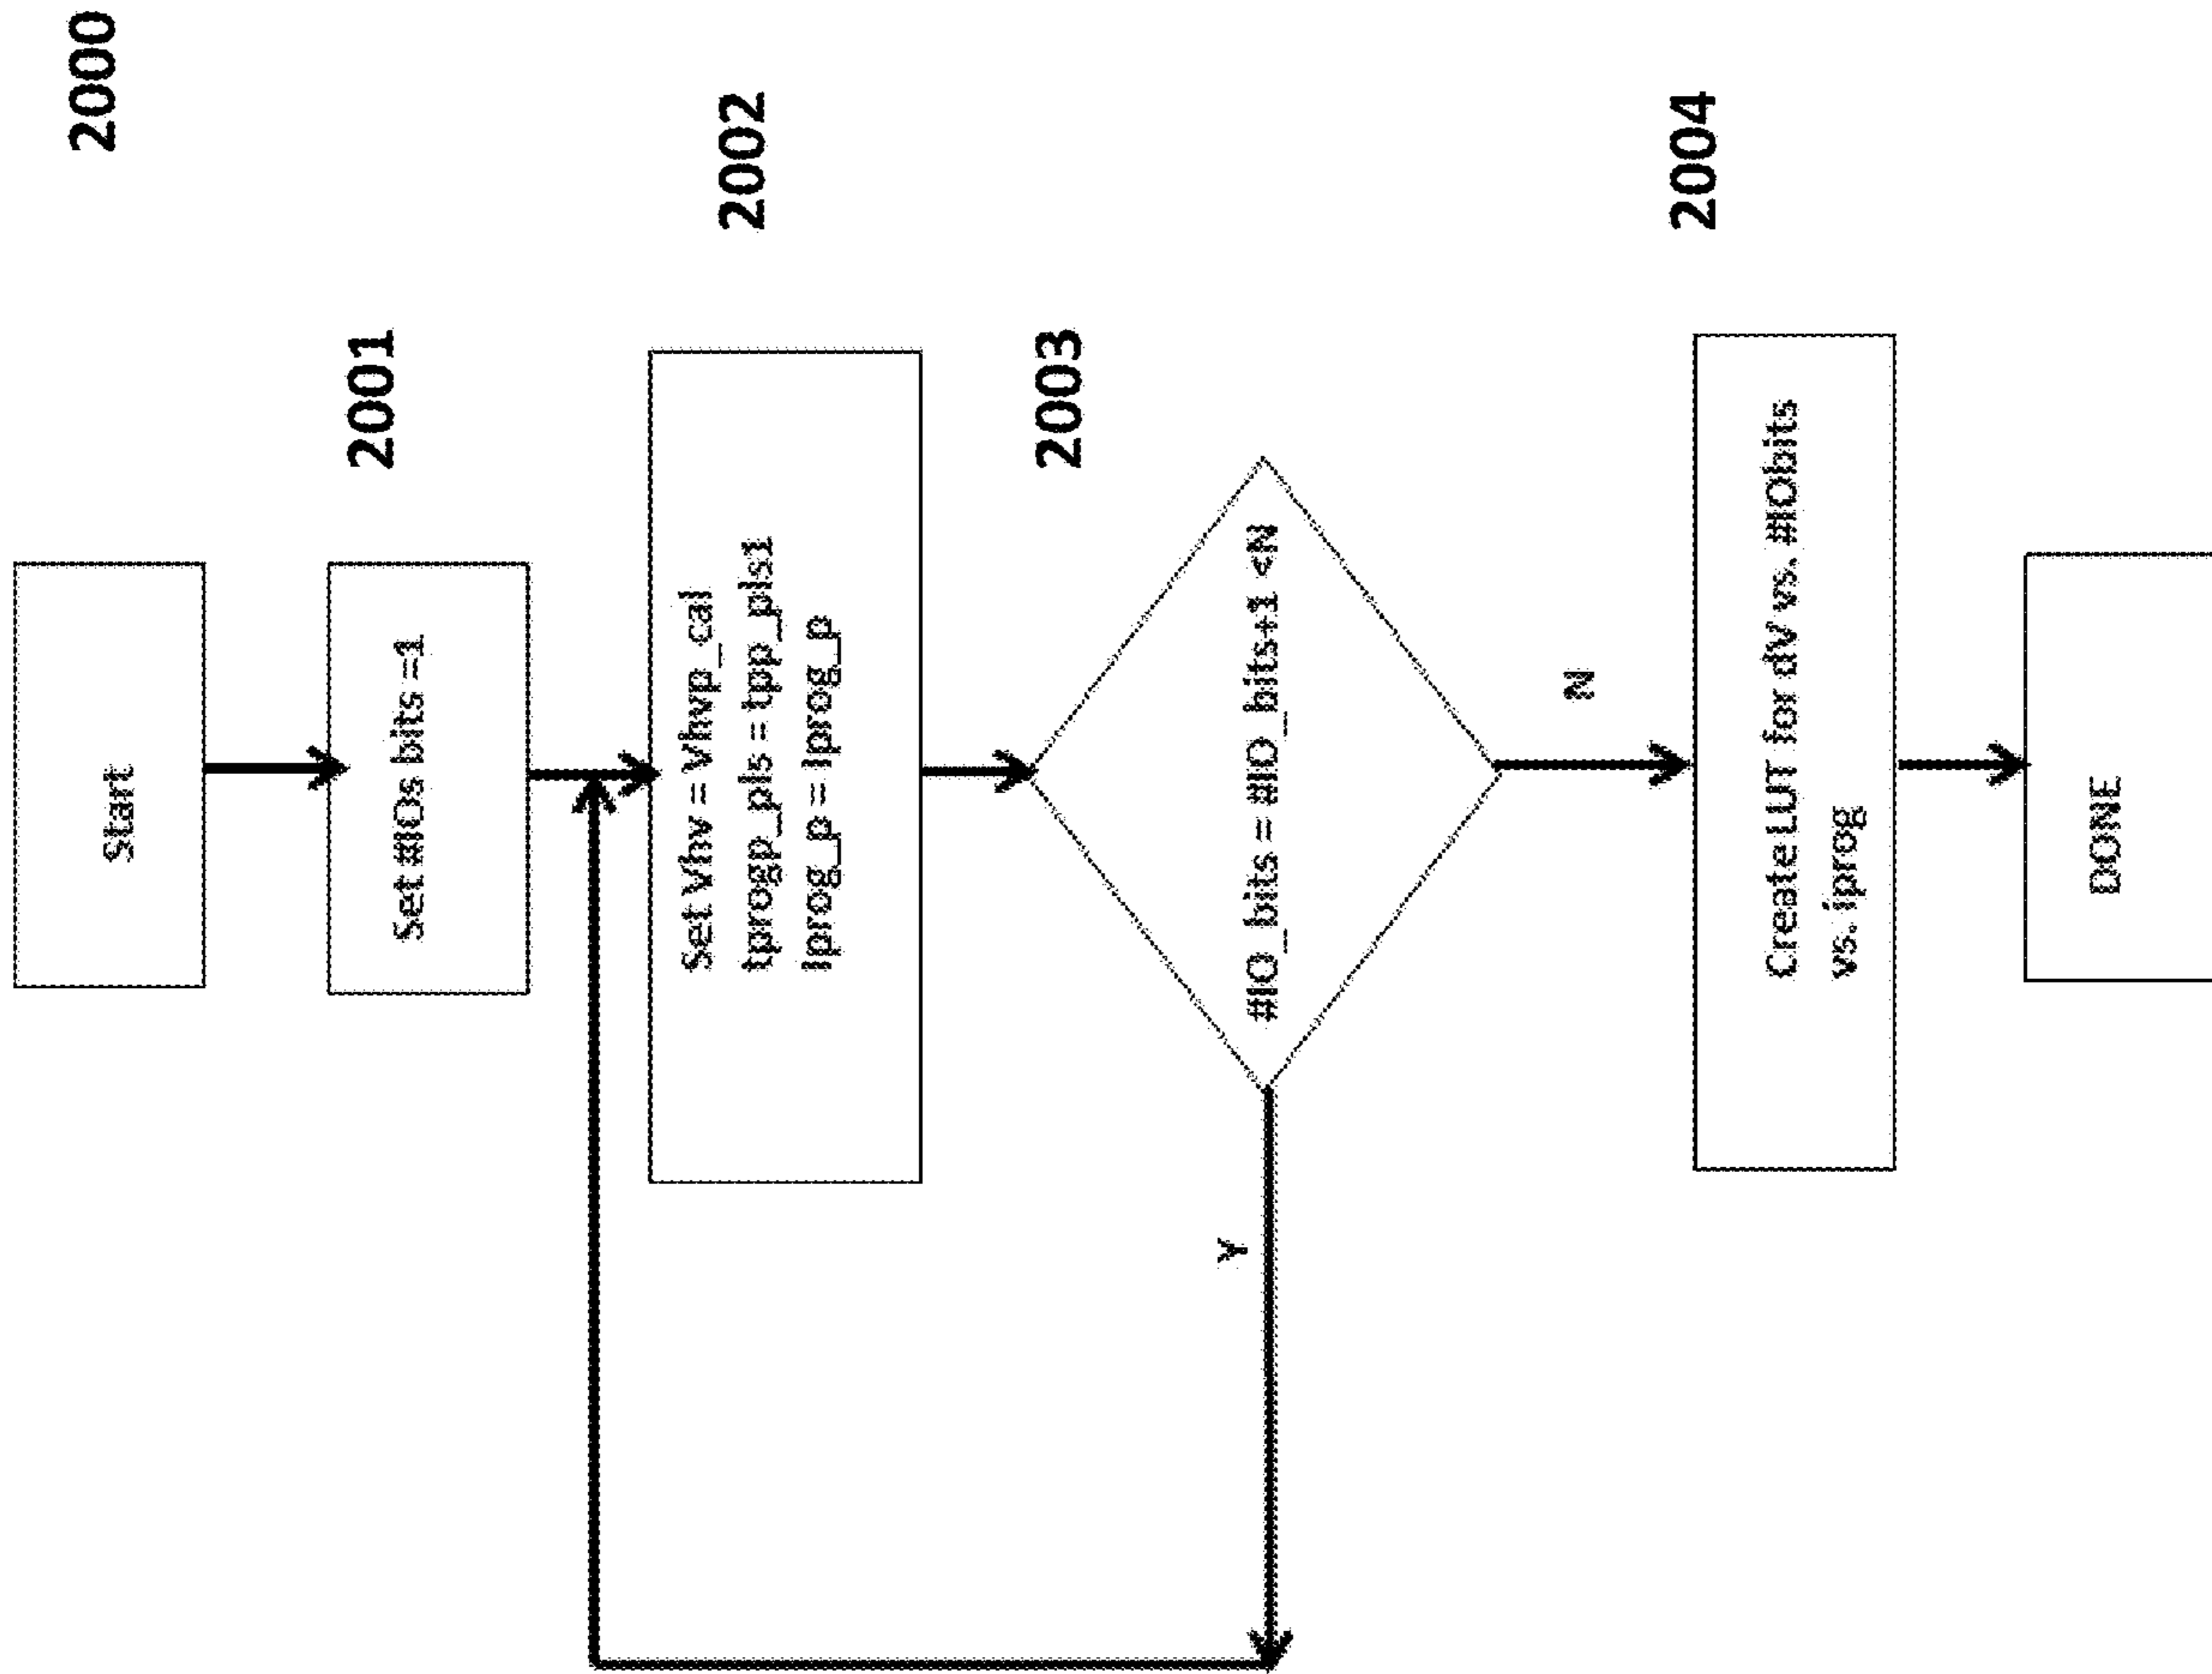 2000
Start
2001
Set #IOs bits =1
2002
Set Vhv = Vhvp_cal
tprogp_pls = tpp_pls1
Iprog_p = Iprog_p
2003
#IO_bits = #IO_bits+1 <N
Y
N
2004
Create LUT for dV vs. #IObits
vs. iprog
DONE